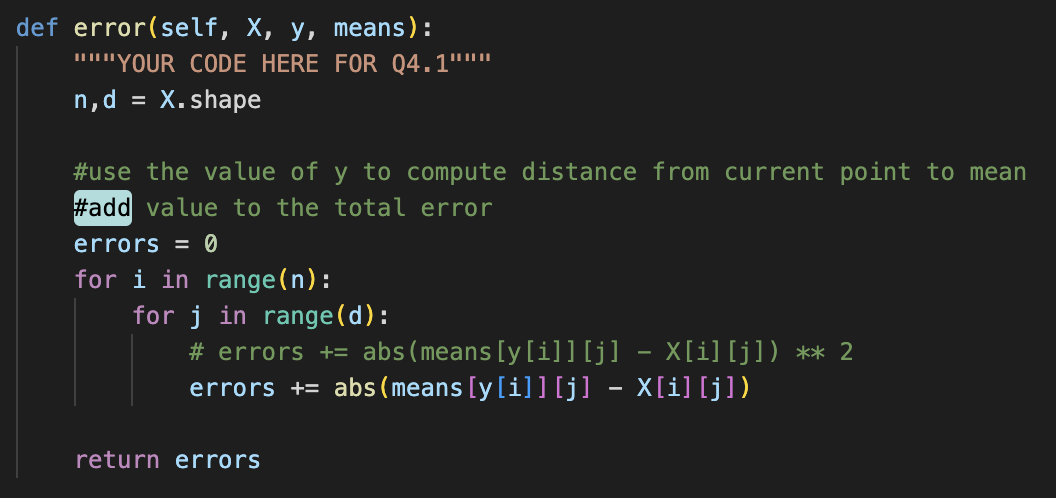 def error(self, X, y, means):
"""YOUR CODE HERE FOR Q4.1"""
n,d = X.shape
#use the value of y to compute distance from current point to mean
#add value to the total error
errors = 0
for i in range(n):
for j in range(d):
# errors += abs(means[y[i]][j] - X[i][j]) ** 2
errors += abs(means[y[i]][j] - X[i][j])
return errors